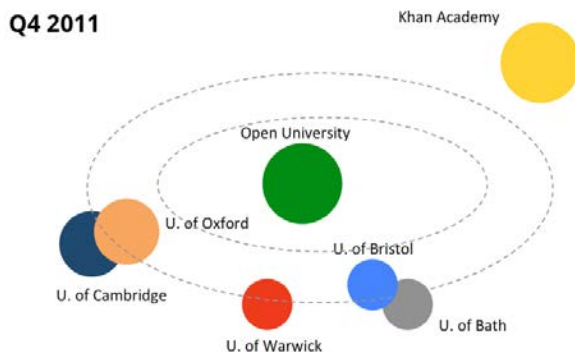 Q4 2011
Khan Academy
Open University
U. of Oxford
U. of Bristol
U. of Cambridge
U. of Bath
U. of Warwick